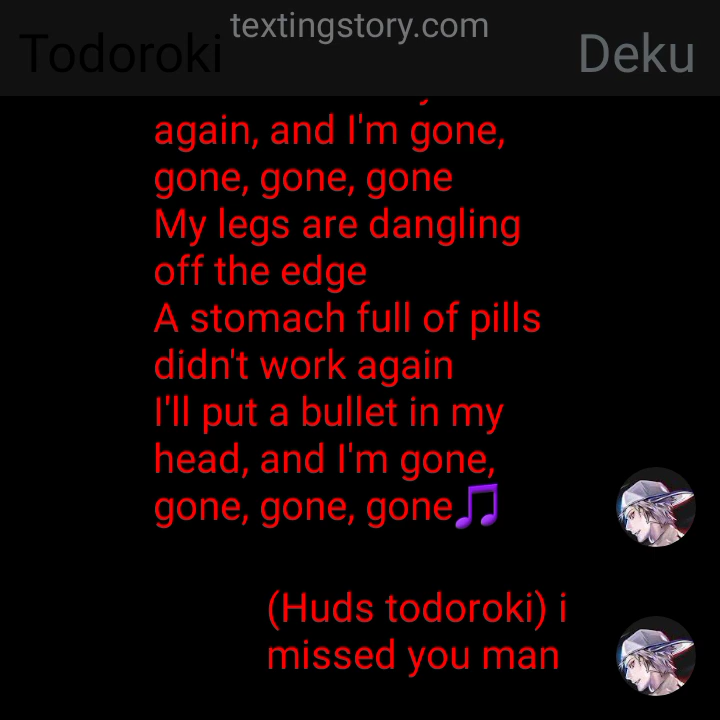 textingstory.com
Todoroki
Deku
again, and I'm gone,
gone, gone, gone
My legs are dangling
off the edge
A stomach full of pills
didn't work again
I'll put a bullet in my
head, and I'm gone,
gone, gone, gone🎵
(Huds todoroki) i
missed you man